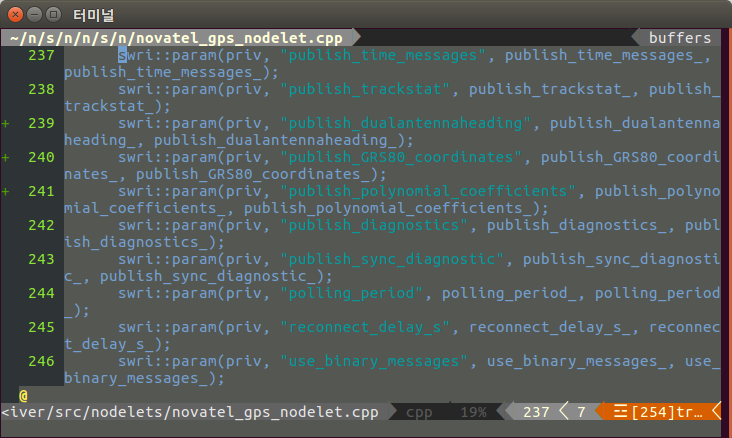 터미널
~/n/s/n/n/s/n/novatel_gps_nodelet.cpp buffers
237 swri::param(priv, "publish_time_messages", publish_time_messages_,
publish_time_messages_);
238 swri::param(priv, "publish_trackstat", publish_trackstat_, publish_
trackstat_);
+ 239 swri::param(priv, "publish_dualantennaheading", publish_dualantenna
heading_, publish_dualantennaheading_);
+ 240 swri::param(priv, "publish_GRS80_coordinates", publish_GRS80_coordi
nates_, publish_GRS80_coordinates_);
+ 241 swri::param(priv, "publish_polynomial_coefficients", publish_polyno
mial_coefficients_, publish_polynomial_coefficients_);
242 swri::param(priv, "publish_diagnostics", publish_diagnostics_, publ
ish_diagnostics_);
243 swri::param(priv, "publish_sync_diagnostic", publish_sync_diagnosti
c_, publish_sync_diagnostic_);
244 swri::param(priv, "polling_period", polling_period_, polling_period
_);
245 swri::param(priv, "reconnect_delay_s", reconnect_delay_s_, reconnec
t_delay_s_);
246 swri::param(priv, "use_binary_messages", use_binary_messages_, use_
binary_messages_);
@
<iver/src/nodelets/novatel_gps_nodelet.cpp cpp 19% 237 < 7 ☲[254]tr… <